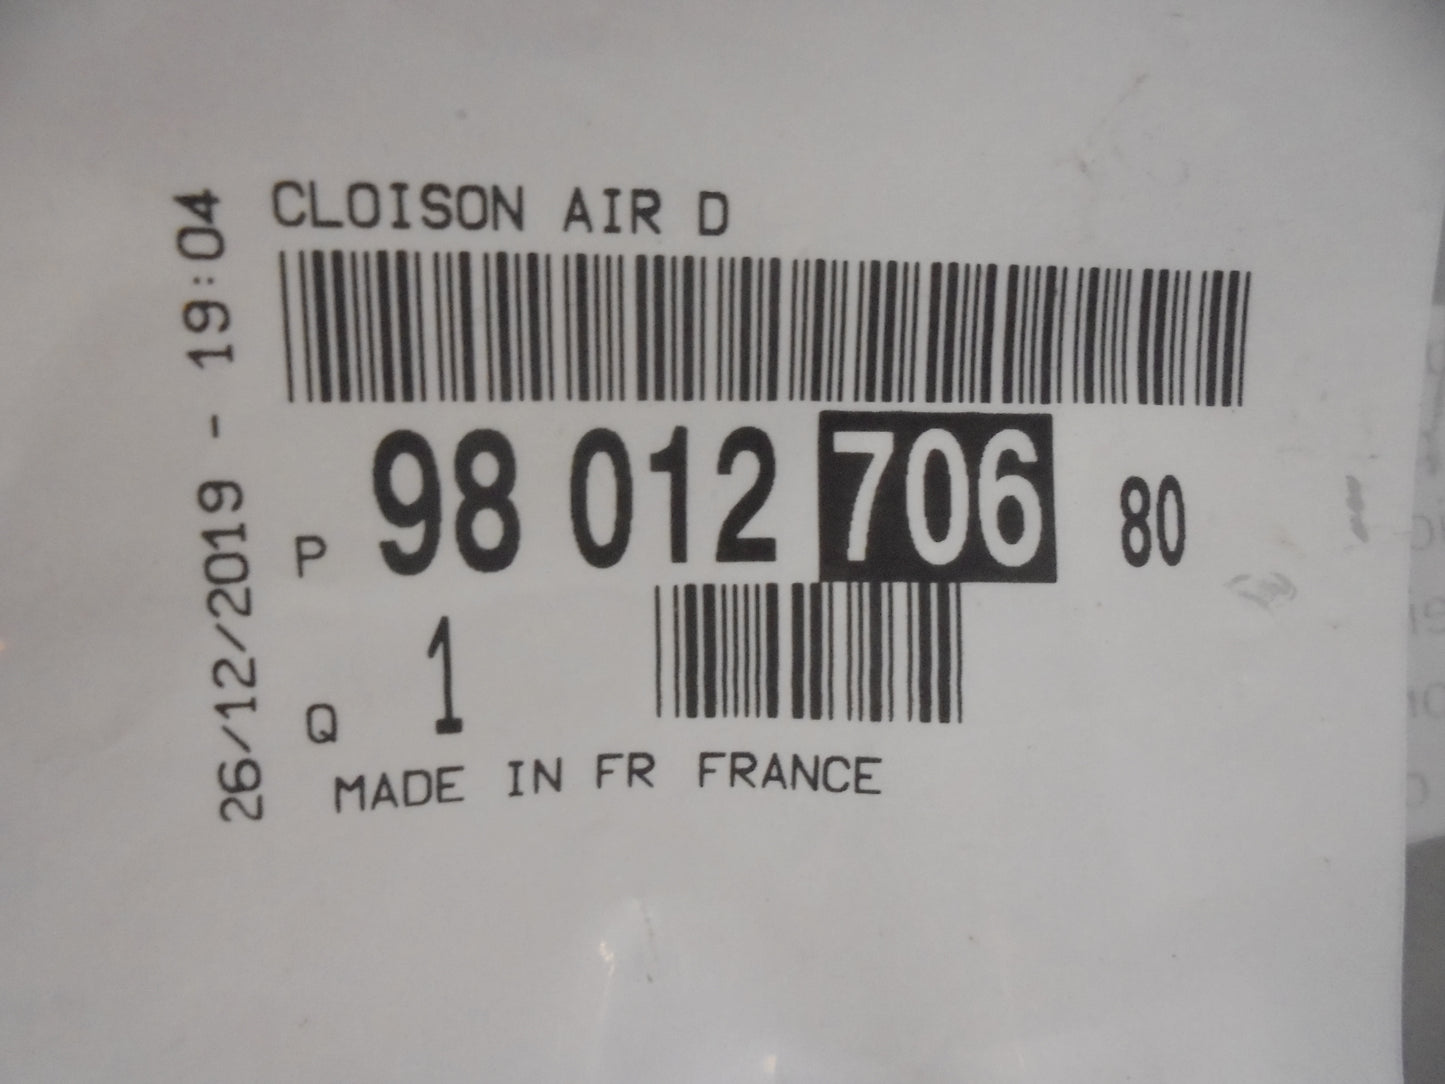 CLOISON AIR D
26/12/2019 - 19:04
P 98 012 706 80
Q 1
MADE IN FR FRANCE